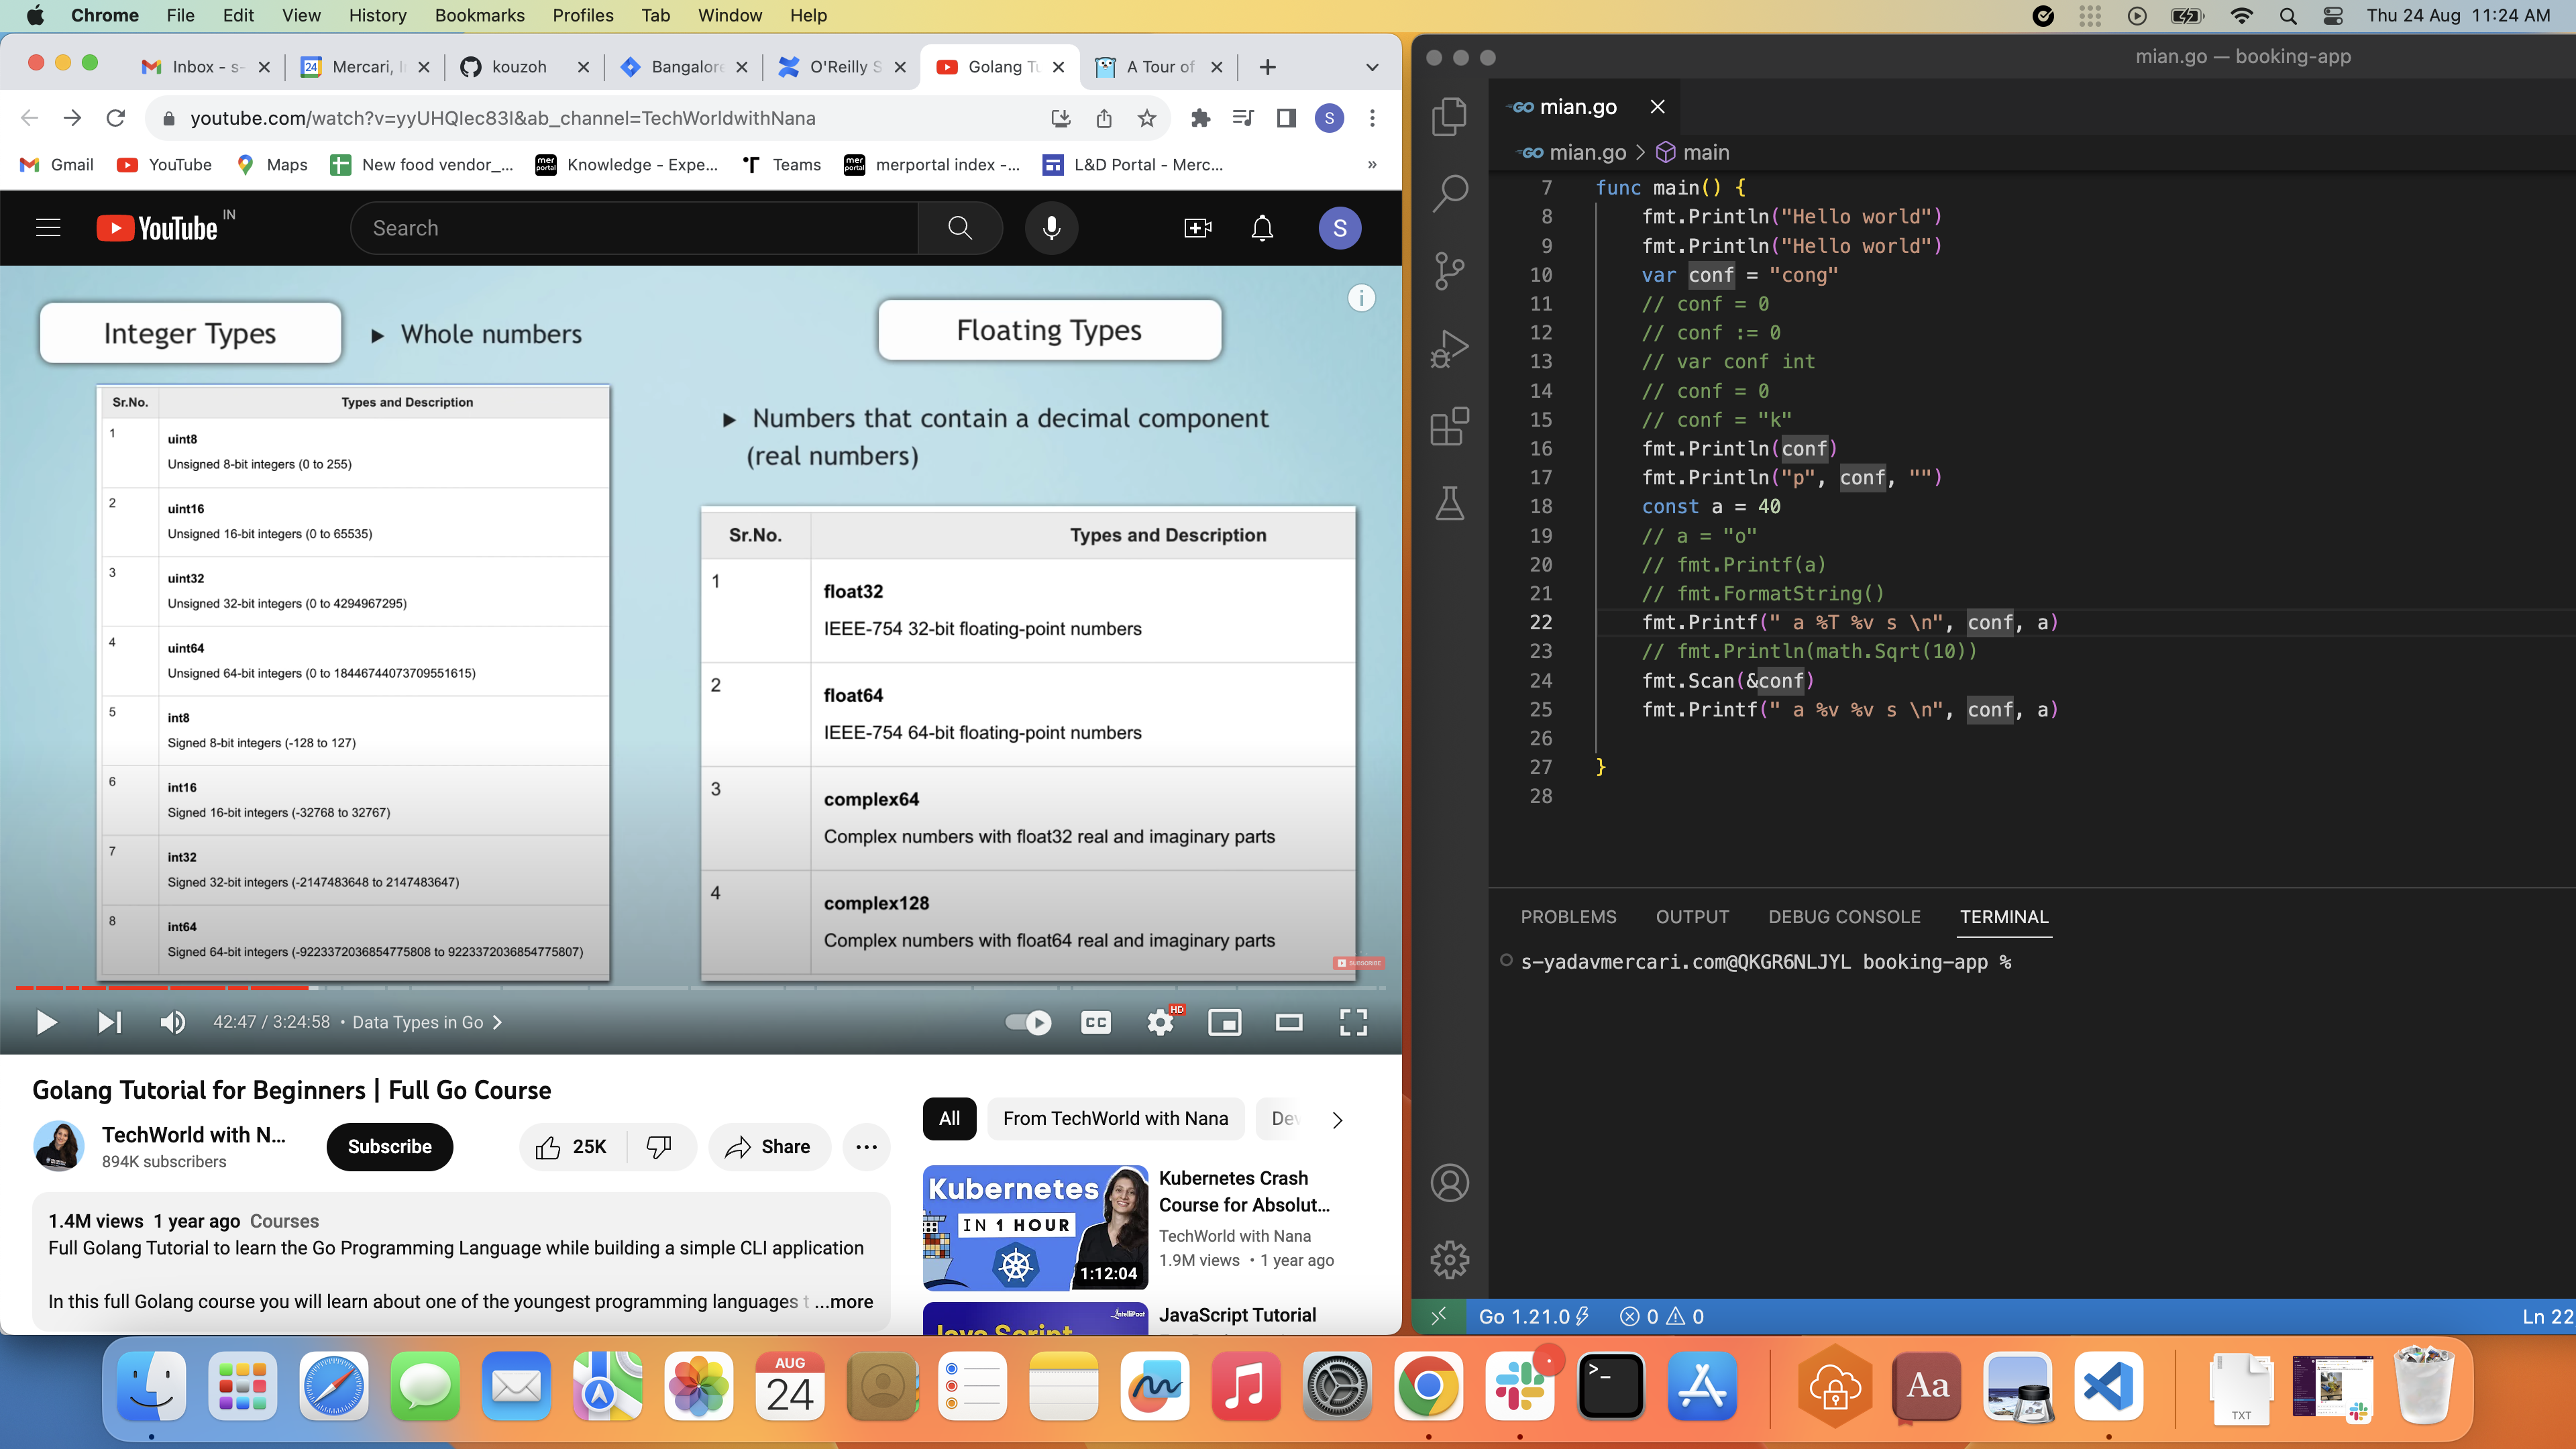 Chrome File Edit View History Bookmarks Profiles Tab Window Help
Thu 24 Aug 11:24 AM
Inbox - s-
24 Mercari, I
kouzoh
Bangalore
O'Reilly S
Golang Tu
A Tour of
youtube.com/watch?v=yyUHQIec83I&ab_channel=TechWorldwithNana
S
Gmail YouTube Maps New food vendor_... Knowledge - Expe... Teams merportal index -... L&D Portal - Merc... »
YouTube IN
Search
S
Integer Types
Whole numbers
Floating Types
Numbers that contain a decimal component
(real numbers)
Sr.No. Types and Description
1 uint8
Unsigned 8-bit integers (0 to 255)
2 uint16
Unsigned 16-bit integers (0 to 65535)
3 uint32
Unsigned 32-bit integers (0 to 4294967295)
4 uint64
Unsigned 64-bit integers (0 to 18446744073709551615)
5 int8
Signed 8-bit integers (-128 to 127)
6 int16
Signed 16-bit integers (-32768 to 32767)
7 int32
Signed 32-bit integers (-2147483648 to 2147483647)
8 int64
Signed 64-bit integers (-9223372036854775808 to 9223372036854775807)
Sr.No. Types and Description
1 float32
IEEE-754 32-bit floating-point numbers
2 float64
IEEE-754 64-bit floating-point numbers
3 complex64
Complex numbers with float32 real and imaginary parts
4 complex128
Complex numbers with float64 real and imaginary parts
SUBSCRIBE
42:47 / 3:24:58 • Data Types in Go
CC HD
Golang Tutorial for Beginners | Full Go Course
TechWorld with N...
894K subscribers
Subscribe
25K
Share
1.4M views 1 year ago Courses
Full Golang Tutorial to learn the Go Programming Language while building a simple CLI application
In this full Golang course you will learn about one of the youngest programming languages t ...more
All From TechWorld with Nana Dev
Kubernetes
IN 1 HOUR
1:12:04
Kubernetes Crash
Course for Absolut...
TechWorld with Nana
1.9M views • 1 year ago
intelliPaat
Java Script
JavaScript Tutorial
mian.go — booking-app
GO mian.go
GO mian.go > main
7 func main() {
8 fmt.Println("Hello world")
9 fmt.Println("Hello world")
10 var conf = "cong"
11 // conf = 0
12 // conf := 0
13 // var conf int
14 // conf = 0
15 // conf = "k"
16 fmt.Println(conf)
17 fmt.Println("p", conf, "")
18 const a = 40
19 // a = "o"
20 // fmt.Printf(a)
21 // fmt.FormatString()
22 fmt.Printf(" a %T %v s \n", conf, a)
23 // fmt.Println(math.Sqrt(10))
24 fmt.Scan(&conf)
25 fmt.Printf(" a %v %v s \n", conf, a)
26
27 }
28
PROBLEMS OUTPUT DEBUG CONSOLE TERMINAL
s-yadavmercari.com@QKGR6NLJYL booking-app %
Go 1.21.0 0 0 Ln 22
AUG
24
>_
Aa
TXT